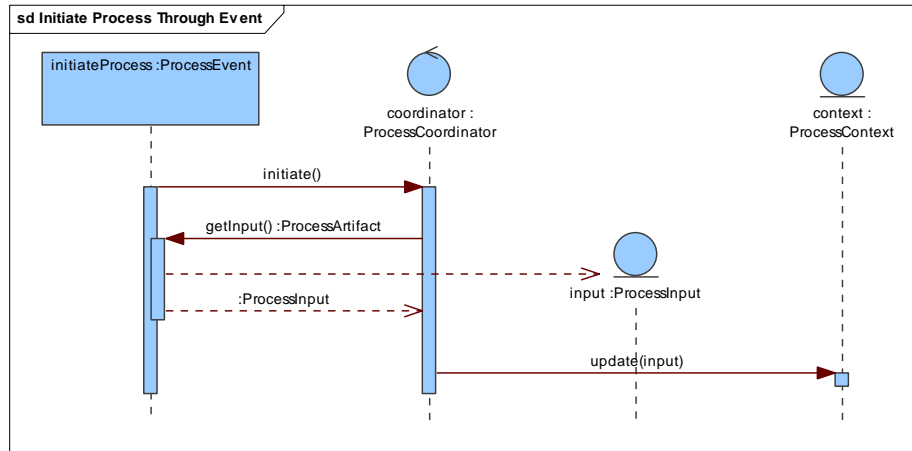 sd Initiate Process Through Event
initiateProcess :ProcessEvent
coordinator :
ProcessCoordinator
context :
ProcessContext
initiate()
getInput() :ProcessArtifact
:ProcessInput
input :ProcessInput
update(input)